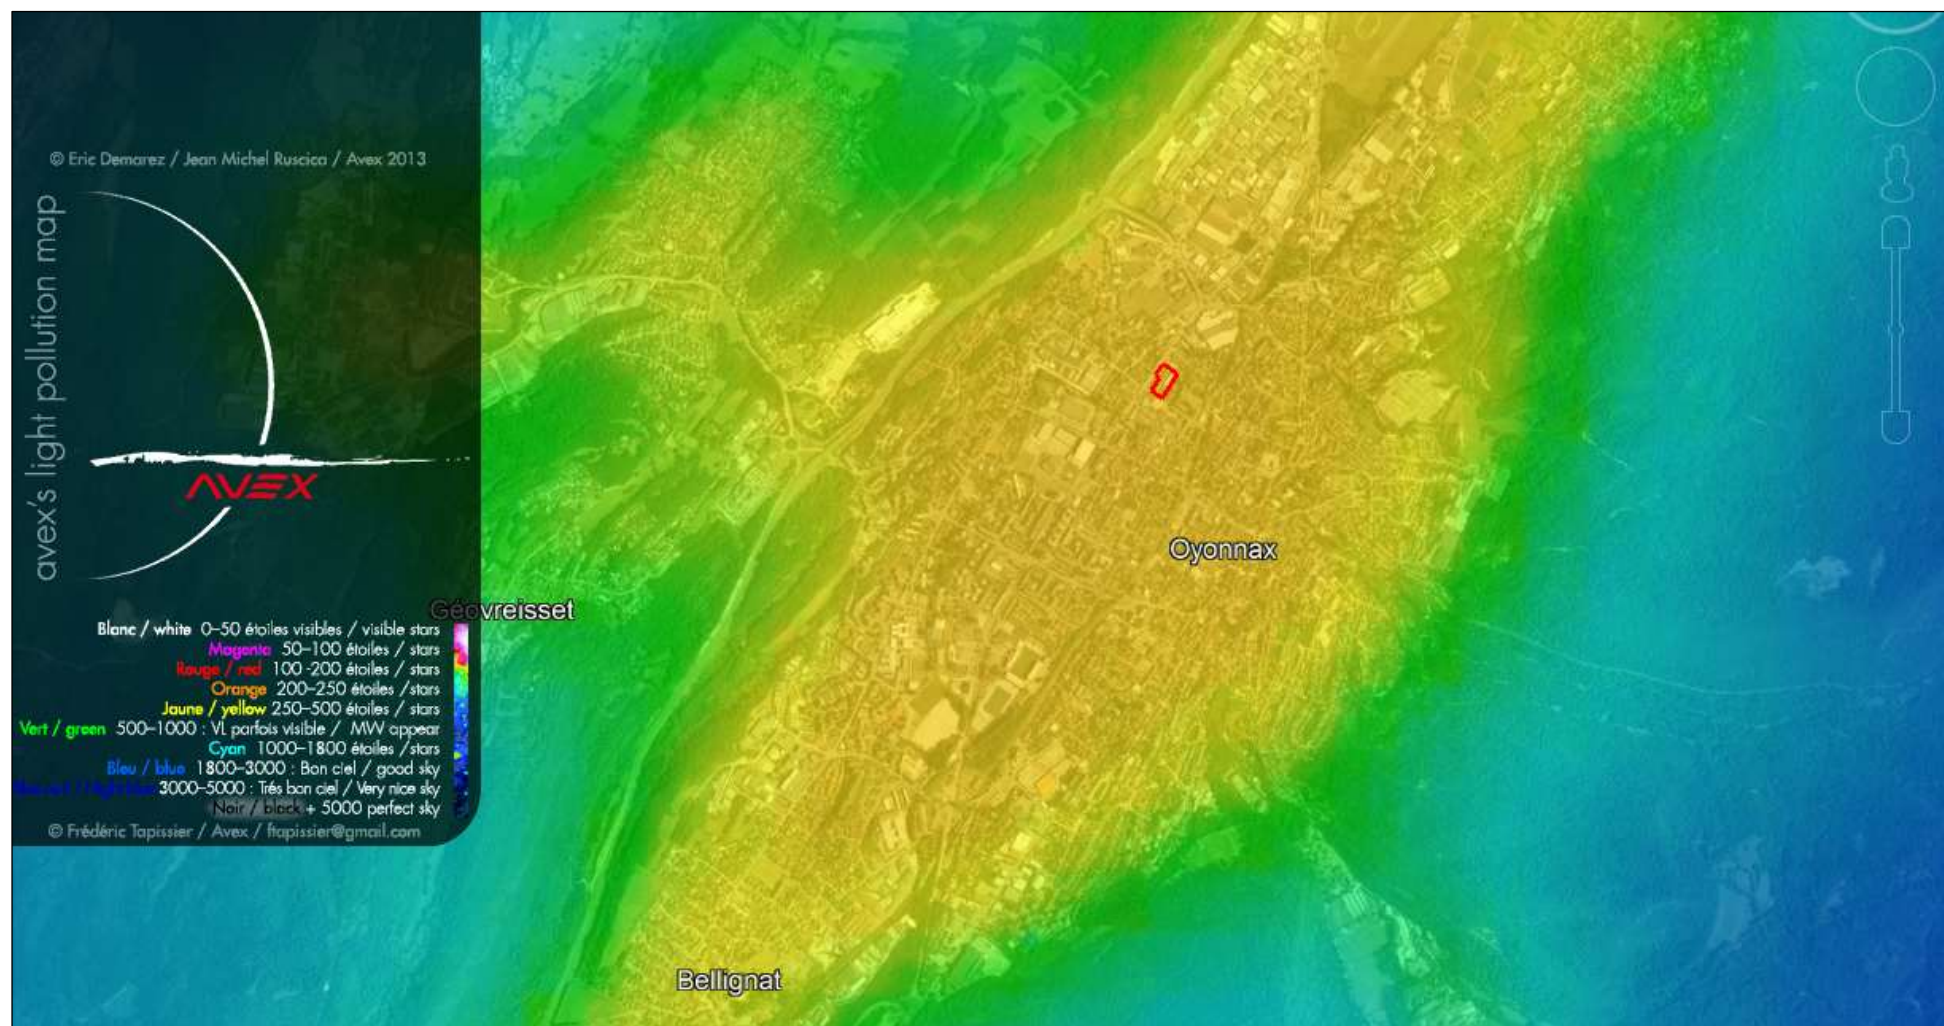 © Eric Demarez / Jean Michel Ruscica / Avex 2013
avex's light pollution map
AVEX
Oyonnax
Géovreisset
Blanc / white 0–50 étoiles visibles / visible stars
Magenta 50–100 étoiles / stars
Rouge / red 100 -200 étoiles / stars
Orange 200–250 étoiles /stars
Jaune / yellow 250–500 étoiles / stars
Vert / green 500–1000 : VL parfois visible / MW appear
Cyan 1000–1800 étoiles /stars
Bleu / blue 1800–3000 : Bon ciel / good sky
3000–5000 : Trés bon ciel / Very nice sky
Noir / black + 5000 perfect sky
© Frédéric Tapissier / Avex / ftapissier@gmail.com
Bellignat